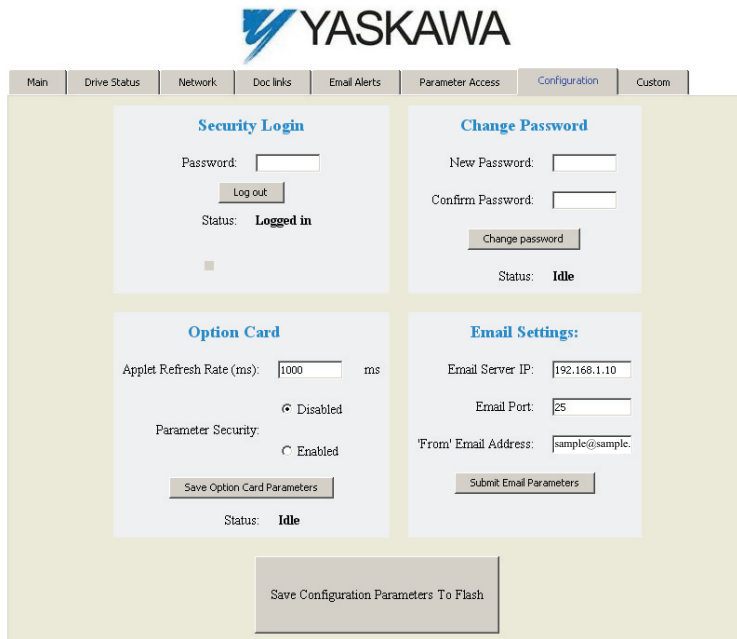 YASKAWA
Main Drive Status Network Doc links Email Alerts Parameter Access Configuration Custom
Security Login
Password:
Log out
Status: Logged in
Change Password
New Password:
Confirm Password:
Change password
Status: Idle
Option Card
Applet Refresh Rate (ms): 1000 ms
Parameter Security:
Disabled
Enabled
Save Option Card Parameters
Status: Idle
Email Settings:
Email Server IP: 192.168.1.10
Email Port: 25
'From' Email Address: sample@sample.
Submit Email Parameters
Save Configuration Parameters To Flash